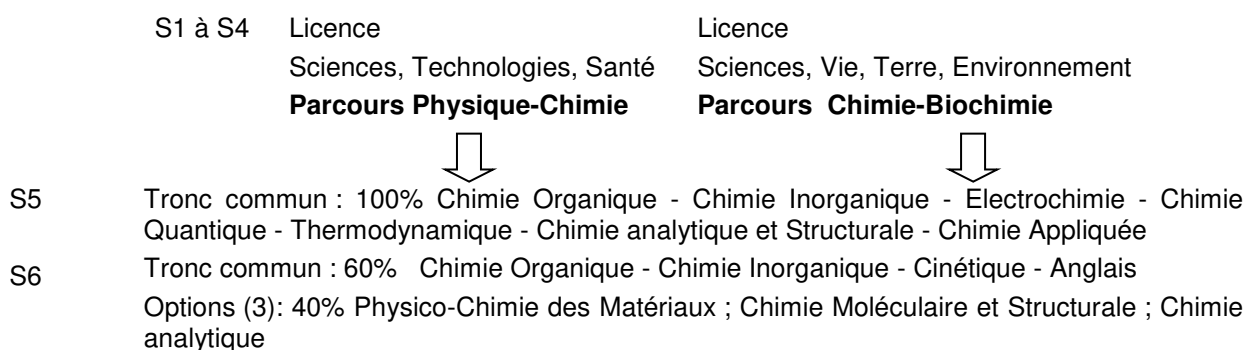 S1 à S4 Licence Licence
Sciences, Technologies, Santé Sciences, Vie, Terre, Environnement
Parcours Physique-Chimie Parcours Chimie-Biochimie
S5 Tronc commun : 100% Chimie Organique - Chimie Inorganique - Electrochimie - Chimie
Quantique - Thermodynamique - Chimie analytique et Structurale - Chimie Appliquée
S6 Tronc commun : 60% Chimie Organique - Chimie Inorganique - Cinétique - Anglais
Options (3): 40% Physico-Chimie des Matériaux ; Chimie Moléculaire et Structurale ; Chimie
analytique